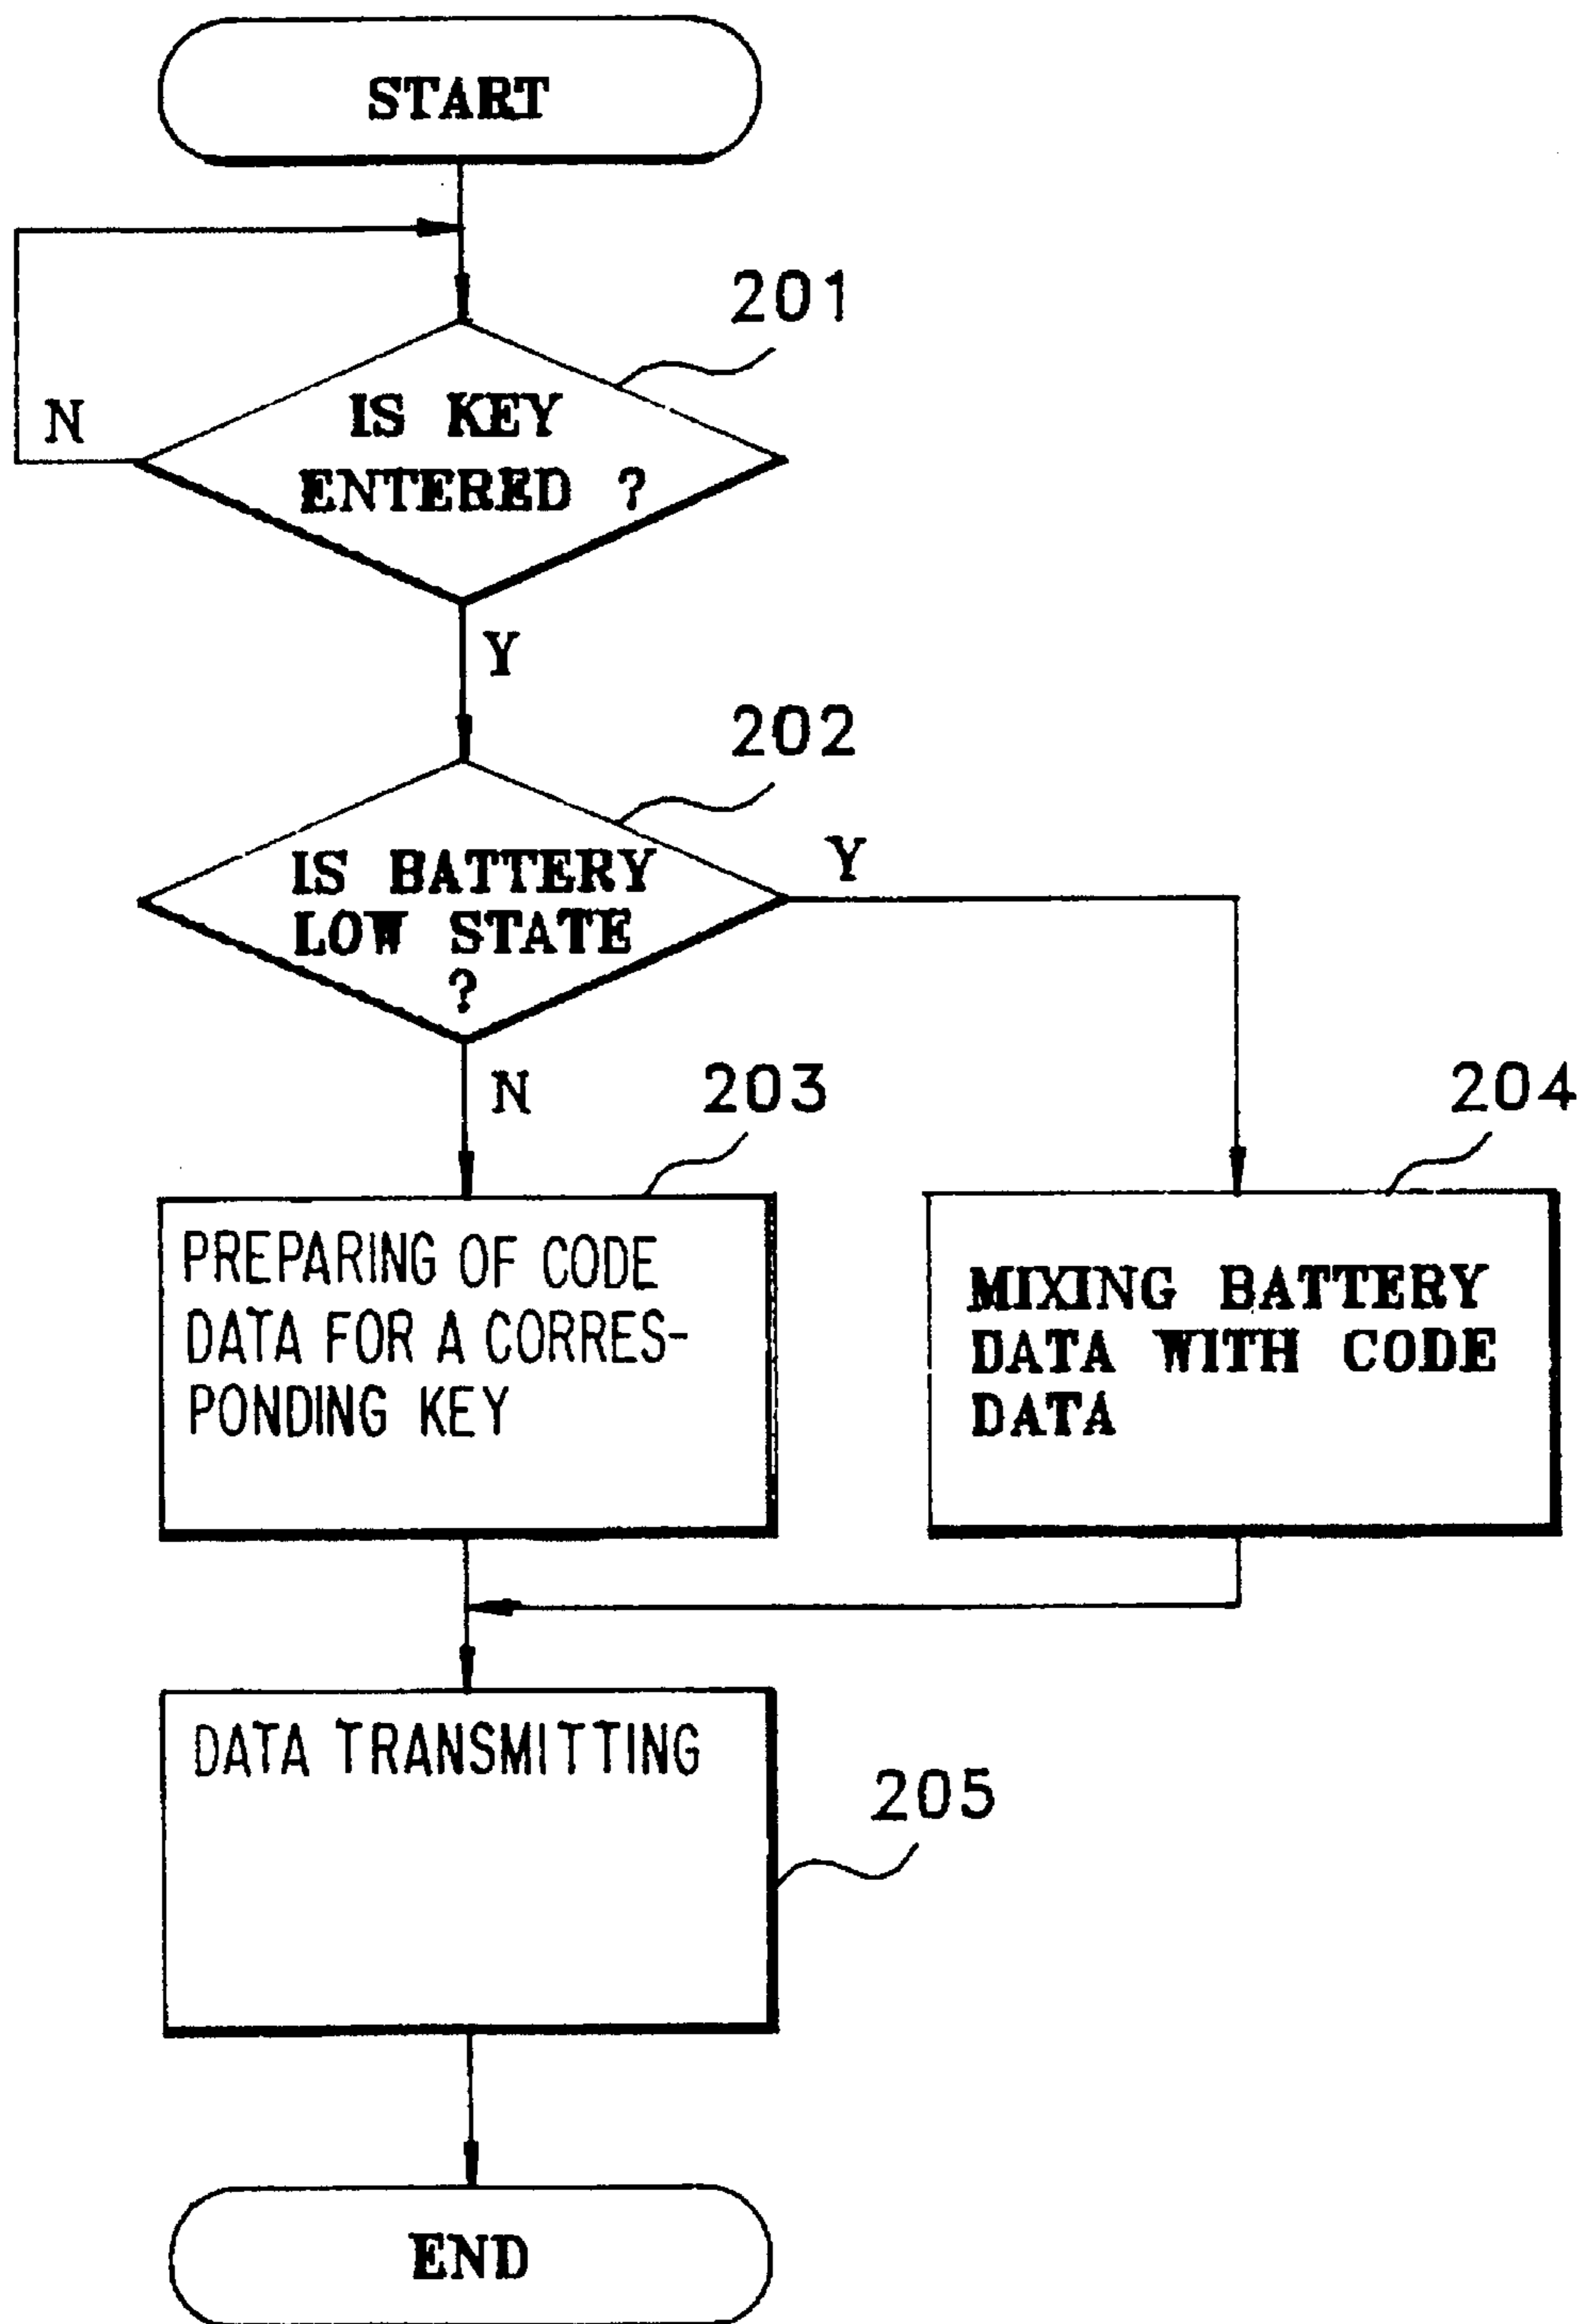 START
201
N
IS KEY
ENTERED ?
Y
202
IS BATTERY
LOW STATE
?
Y
N
203
204
PREPARING OF CODE
DATA FOR A CORRES-
PONDING KEY
MIXING BATTERY
DATA WITH CODE
DATA
DATA TRANSMITTING
205
END